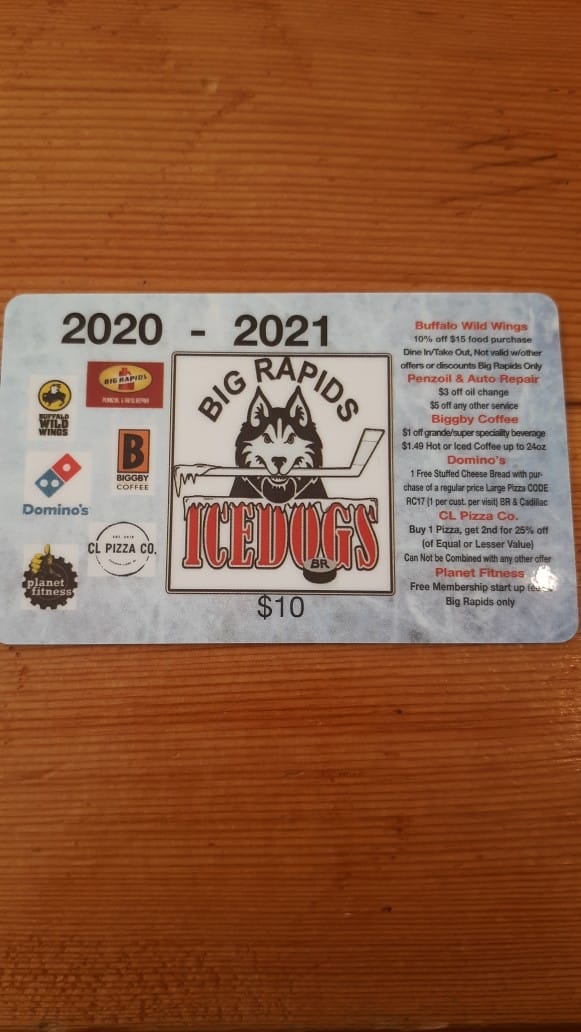 2020 - 2021
BUFFALO
WILD
WINGS
BIG RAPIDS
PENNZOIL & AUTO REPAIR
B
BIGGBY
COFFEE
Domino's
CL PIZZA CO.
planet
fitness
BIG RAPIDS
ICEDOGS
BR
$10
Buffalo Wild Wings
10% off $15 food purchase
Dine In/Take Out, Not valid w/other
offers or discounts Big Rapids Only
Penzoil & Auto Repair
$3 off oil change
$5 off any other service
Biggby Coffee
$1 off grande/super speciality beverage
$1.49 Hot or Iced Coffee up to 24oz
Domino's
1 Free Stuffed Cheese Bread with pur-
chase of a regular price Large Pizza CODE
RC17 (1 per cust. per visit) BR & Cadillac
CL Pizza Co.
Buy 1 Pizza, get 2nd for 25% off
(of Equal or Lesser Value)
Can Not be Combined with any other offer
Planet Fitness
Free Membership start up
Big Rapids only